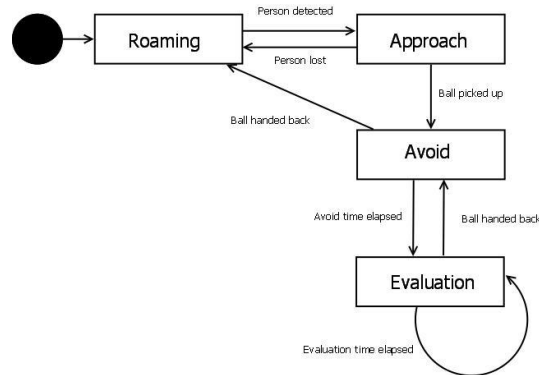 Person detected
Roaming
Approach
Person lost
Ball picked up
Ball handed back
Avoid
Avoid time elapsed
Ball handed back
Evaluation
Evaluation time elapsed